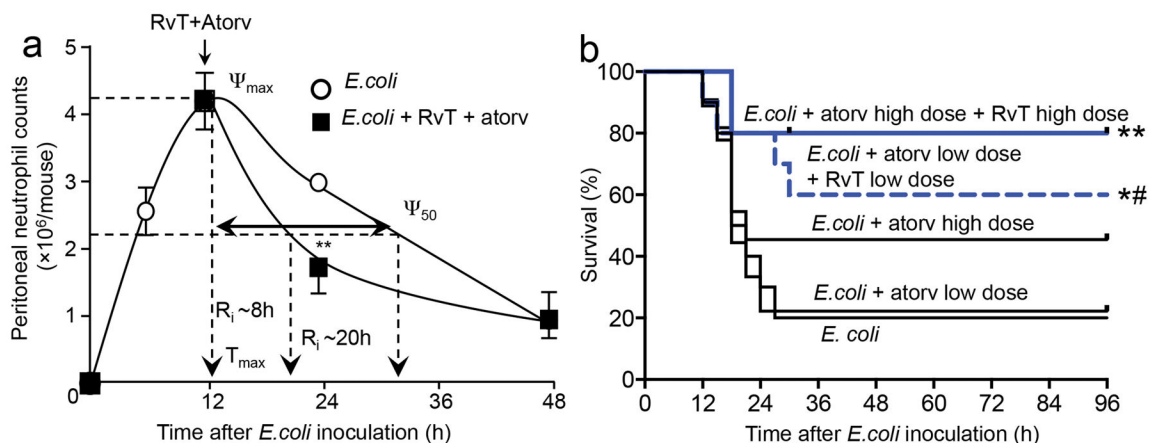 a
RvT+Atorv
Peritoneal neutrophil counts
(×10⁶/mouse)
5
4
3
2
1
0
Ψmax
E.coli
E.coli + RvT + atorv
Ψ50
**
Ri ~8h
Ri ~20h
Tmax
12
24
36
48
Time after E.coli inoculation (h)
b
Survival (%)
100
80
60
40
20
0
E.coli + atorv high dose + RvT high dose
**
E.coli + atorv low dose
+ RvT low dose
*#
E.coli + atorv high dose
E.coli + atorv low dose
E. coli
0 12 24 36 48 60 72 84 96
Time after E.coli inoculation (h)